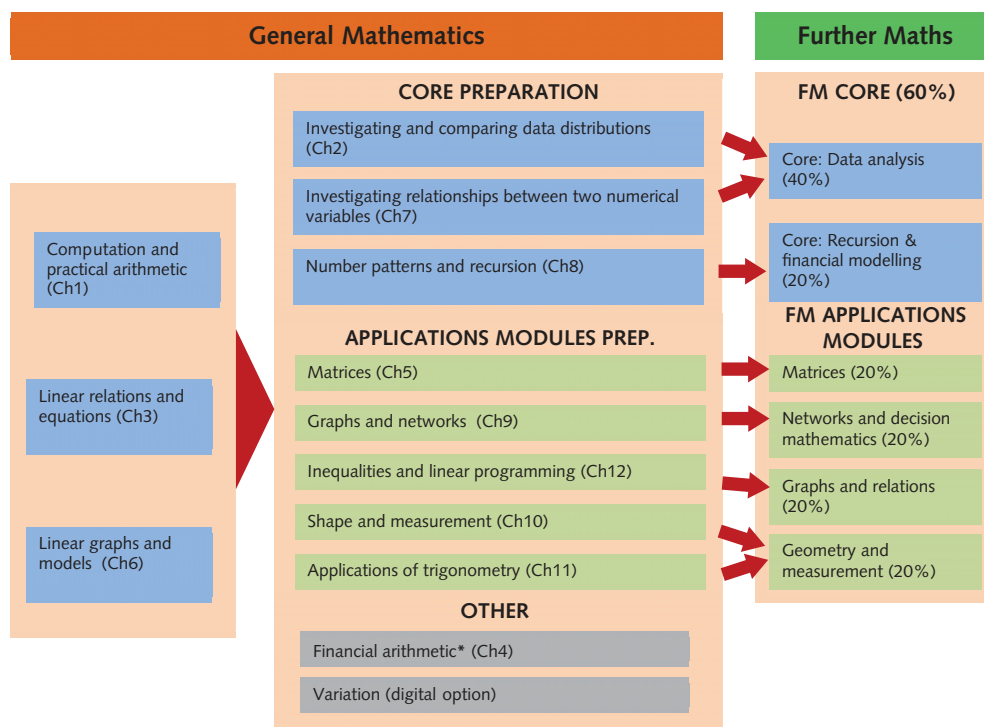 General Mathematics
Further Maths
Computation and
practical arithmetic
(Ch1)
Linear relations and
equations (Ch3)
Linear graphs and
models (Ch6)
CORE PREPARATION
Investigating and comparing data distributions
(Ch2)
Investigating relationships between two numerical
variables (Ch7)
Number patterns and recursion (Ch8)
APPLICATIONS MODULES PREP.
Matrices (Ch5)
Graphs and networks (Ch9)
Inequalities and linear programming (Ch12)
Shape and measurement (Ch10)
Applications of trigonometry (Ch11)
OTHER
Financial arithmetic* (Ch4)
Variation (digital option)
FM CORE (60%)
Core: Data analysis
(40%)
Core: Recursion &
financial modelling
(20%)
FM APPLICATIONS
MODULES
Matrices (20%)
Networks and decision
mathematics (20%)
Graphs and relations
(20%)
Geometry and
measurement (20%)